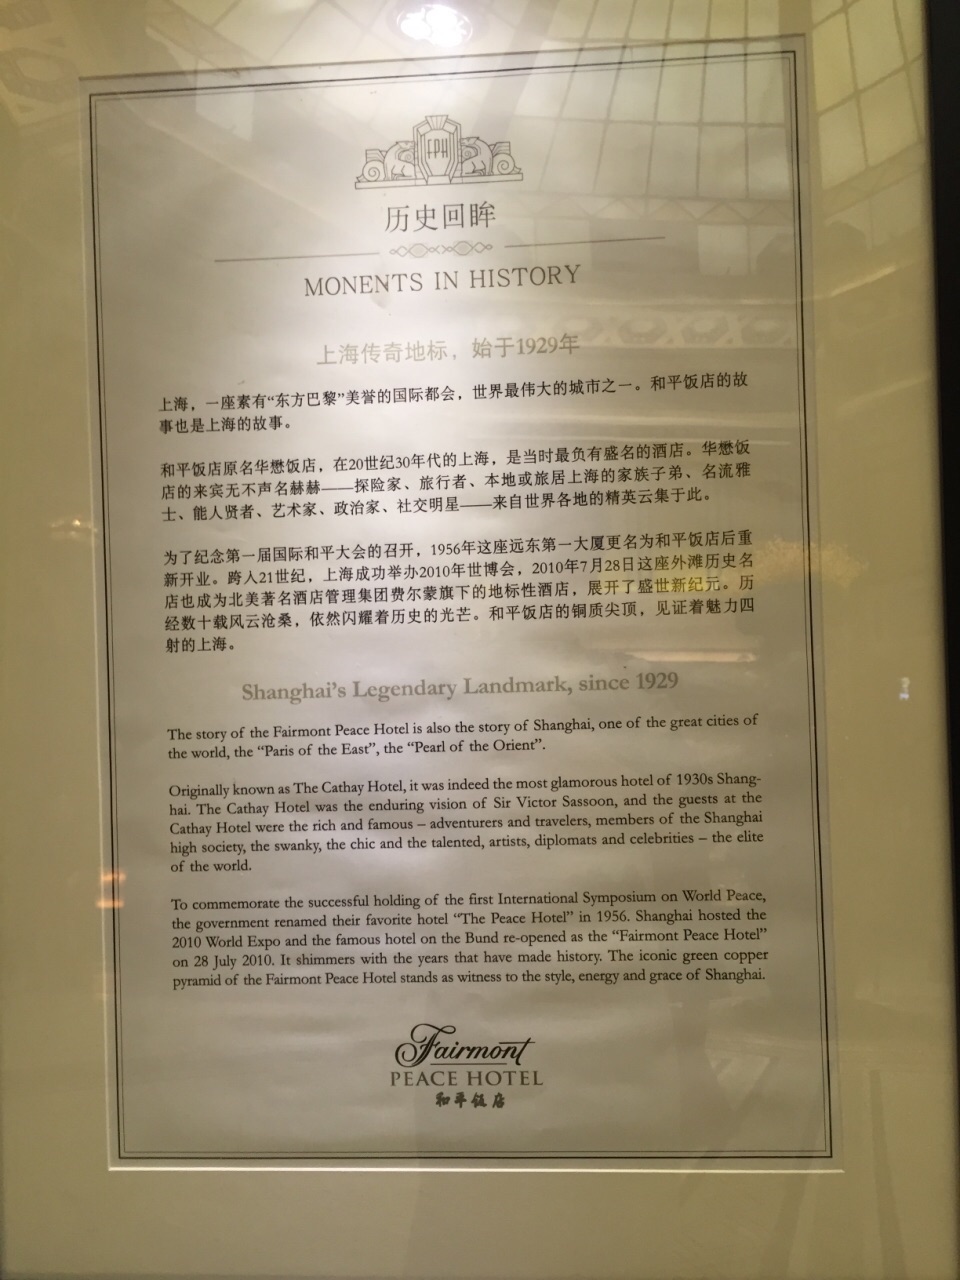 FPH
历史回眸
MONENTS IN HISTORY
上海传奇地标，始于1929年
上海，一座素有“东方巴黎”美誉的国际都会，世界最伟大的城市之一。和平饭店的故
事也是上海的故事。
和平饭店原名华懋饭店，在20世纪30年代的上海，是当时最负有盛名的酒店。华懋饭
店的来宾无不声名赫赫——探险家、旅行者、本地或旅居上海的家族子弟、名流雅
士、能人贤者、艺术家、政治家、社交明星——来自世界各地的精英云集于此。
为了纪念第一届国际和平大会的召开，1956年这座远东第一大厦更名为和平饭店后重
新开业。跨入21世纪，上海成功举办2010年世博会，2010年7月28日这座外滩历史名
店也成为北美著名酒店管理集团费尔蒙旗下的地标性酒店，展开了盛世新纪元。历
经数十载风云沧桑，依然闪耀着历史的光芒。和平饭店的铜质尖顶，见证着魅力四
射的上海。
Shanghai's Legendary Landmark, since 1929
The story of the Fairmont Peace Hotel is also the story of Shanghai, one of the great cities of
the world, the “Paris of the East”, the “Pearl of the Orient”.
Originally known as The Cathay Hotel, it was indeed the most glamorous hotel of 1930s Shang-
hai. The Cathay Hotel was the enduring vision of Sir Victor Sassoon, and the guests at the
Cathay Hotel were the rich and famous – adventurers and travelers, members of the Shanghai
high society, the swanky, the chic and the talented, artists, diplomats and celebrities – the elite
of the world.
To commemorate the successful holding of the first International Symposium on World Peace,
the government renamed their favorite hotel “The Peace Hotel” in 1956. Shanghai hosted the
2010 World Expo and the famous hotel on the Bund re-opened as the “Fairmont Peace Hotel”
on 28 July 2010. It shimmers with the years that have made history. The iconic green copper
pyramid of the Fairmont Peace Hotel stands as witness to the style, energy and grace of Shanghai.
Fairmont
PEACE HOTEL
和平饭店